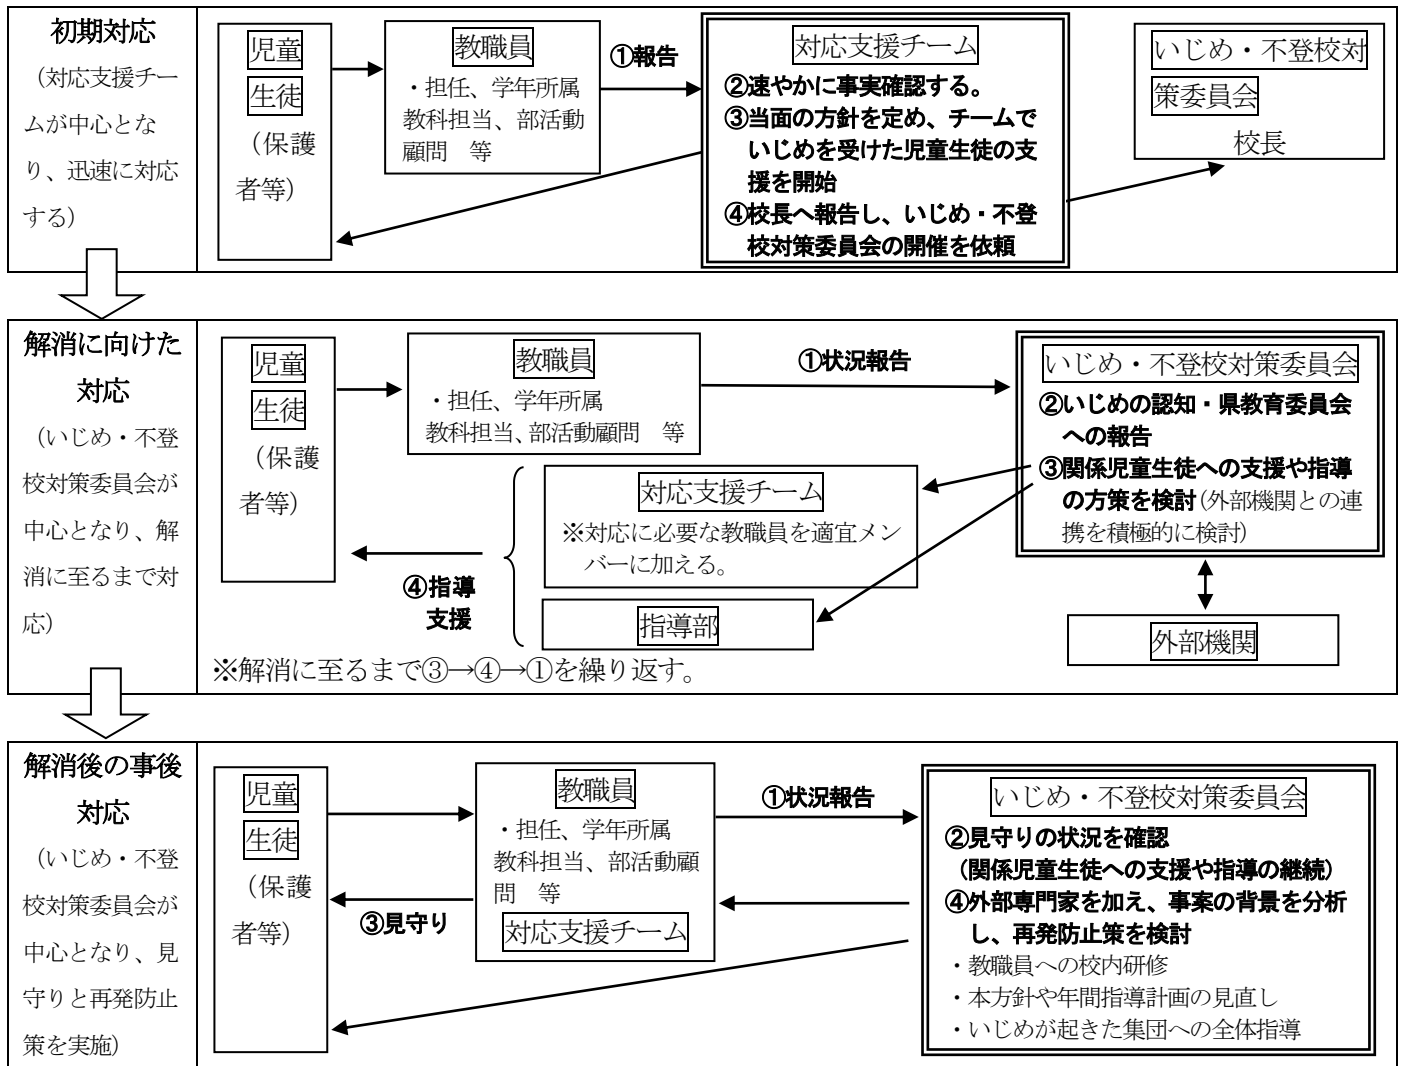 初期対応
（対応支援チー
ムが中心とな
り、迅速に対応
する）
児童
生徒
（保護
者等）
教職員
・担任、学年所属
教科担当、部活動
顧問　等
①報告
対応支援チーム
②速やかに事実確認する。
③当面の方針を定め、チームで
いじめを受けた児童生徒の支
援を開始
④校長へ報告し、いじめ・不登
校対策委員会の開催を依頼
いじめ・不登校対
策委員会
校長
解消に向けた
対応
（いじめ・不登
校対策委員会が
中心となり、解
消に至るまで対
応）
児童
生徒
（保護
者等）
教職員
・担任、学年所属
教科担当、部活動顧問　等
①状況報告
いじめ・不登校対策委員会
②いじめの認知・県教育委員会
への報告
③関係児童生徒への支援や指導
の方策を検討(外部機関との連
携を積極的に検討)
対応支援チーム
※対応に必要な教職員を適宜メン
バーに加える。
④指導
支援
指導部
外部機関
※解消に至るまで③→④→①を繰り返す。
解消後の事後
対応
（いじめ・不登
校対策委員会が
中心となり、見
守りと再発防止
策を実施）
児童
生徒
（保護
者等）
教職員
・担任、学年所属
教科担当、部活動顧
問　等
対応支援チーム
①状況報告
③見守り
いじめ・不登校対策委員会
②見守りの状況を確認
（関係児童生徒への支援や指導の継続）
④外部専門家を加え、事案の背景を分析
し、再発防止策を検討
・教職員への校内研修
・本方針や年間指導計画の見直し
・いじめが起きた集団への全体指導